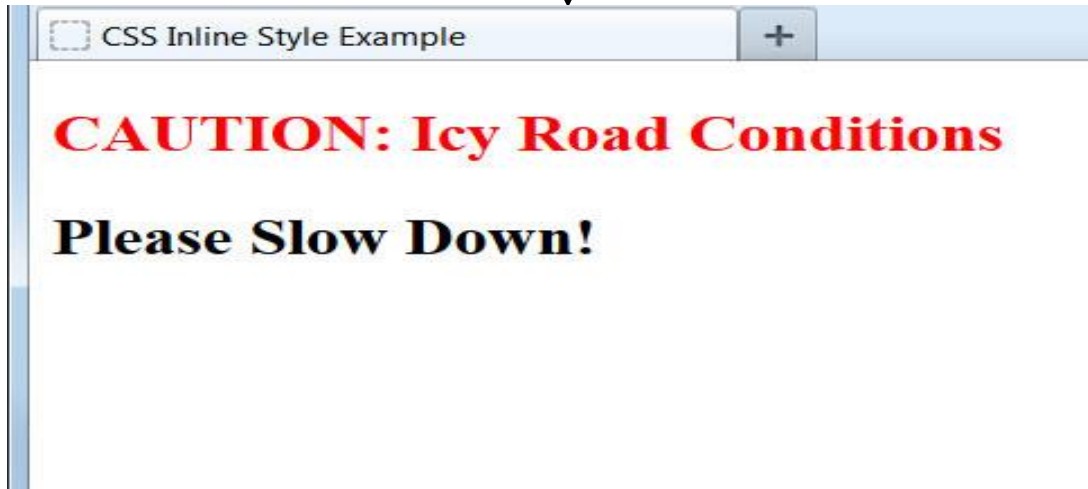 CSS Inline Style Example +
CAUTION: Icy Road Conditions
Please Slow Down!